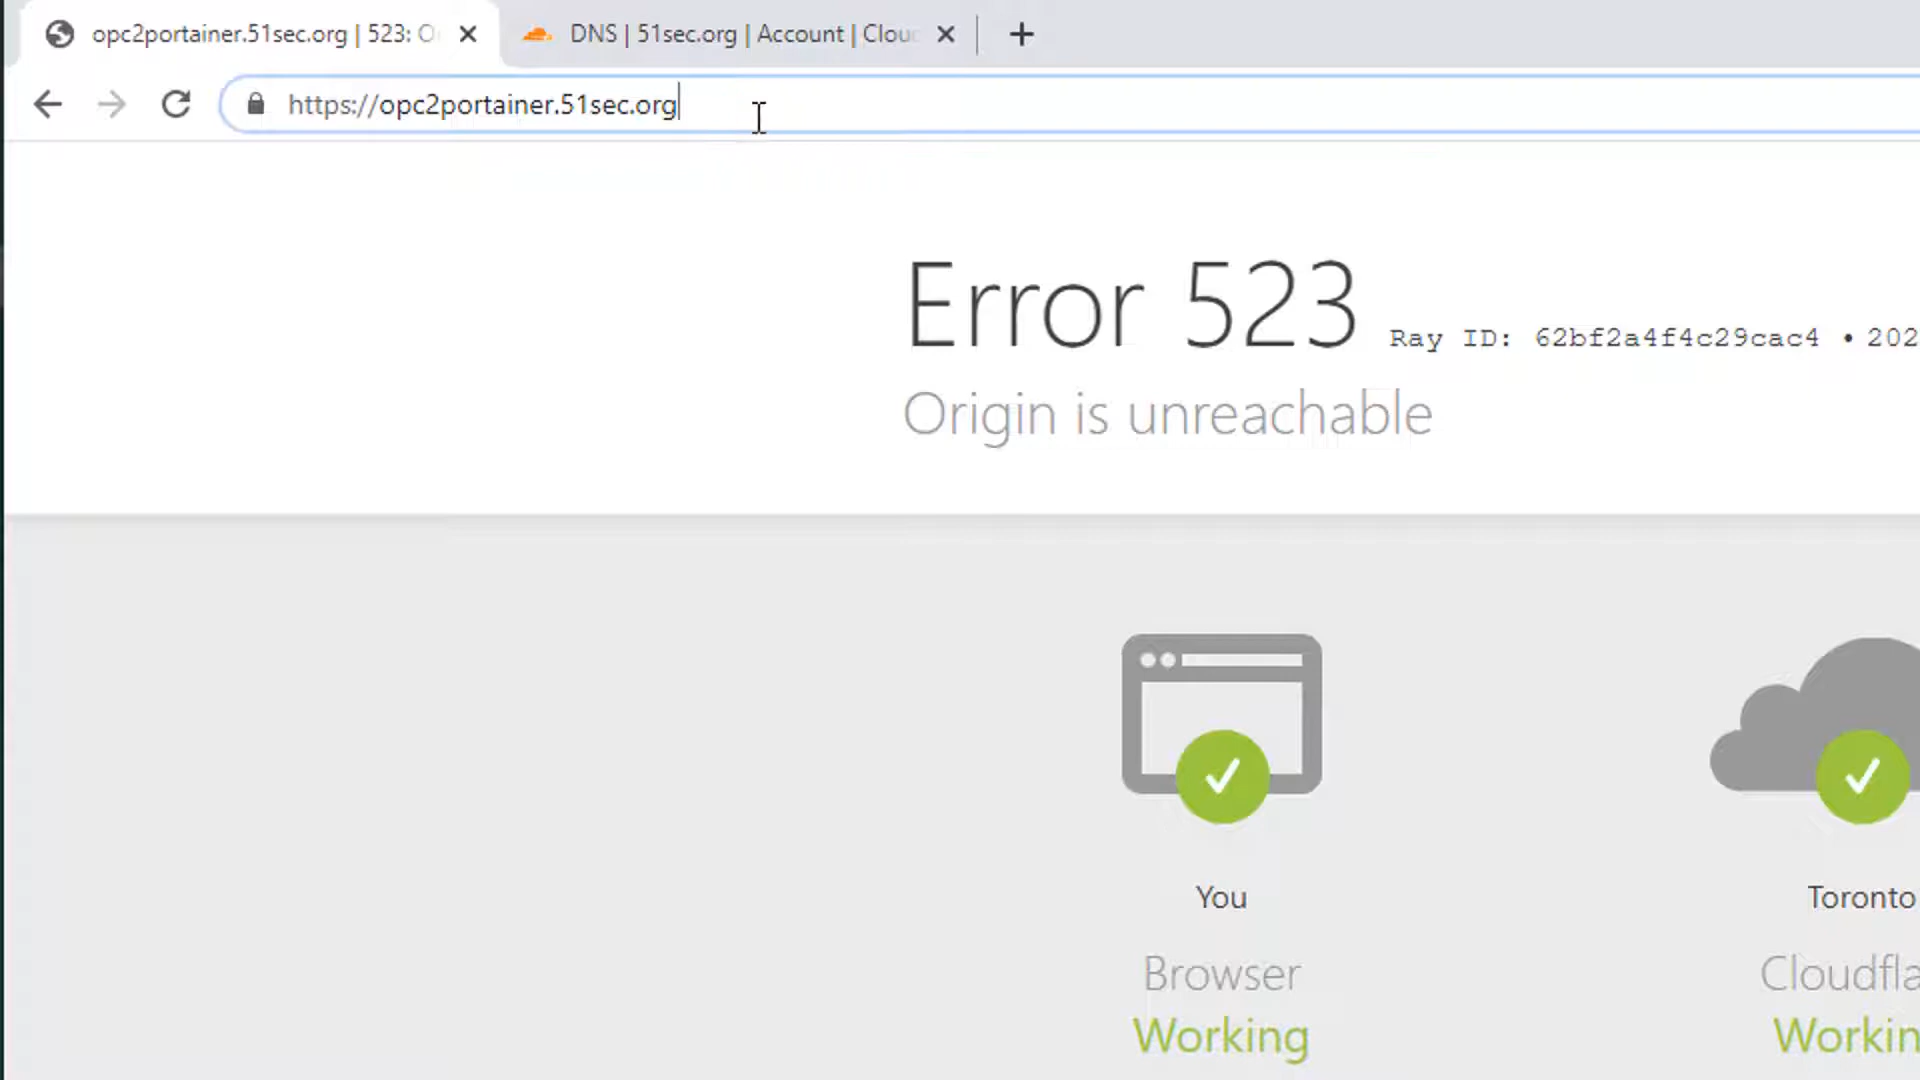 opc2portainer.51sec.org | 523: O
DNS | 51sec.org | Account | Clou
https://opc2portainer.51sec.org
Error 523
Ray ID: 62bf2a4f4c29cac4 • 202
Origin is unreachable
You
Toronto
Browser
Cloudfla
Working
Workin